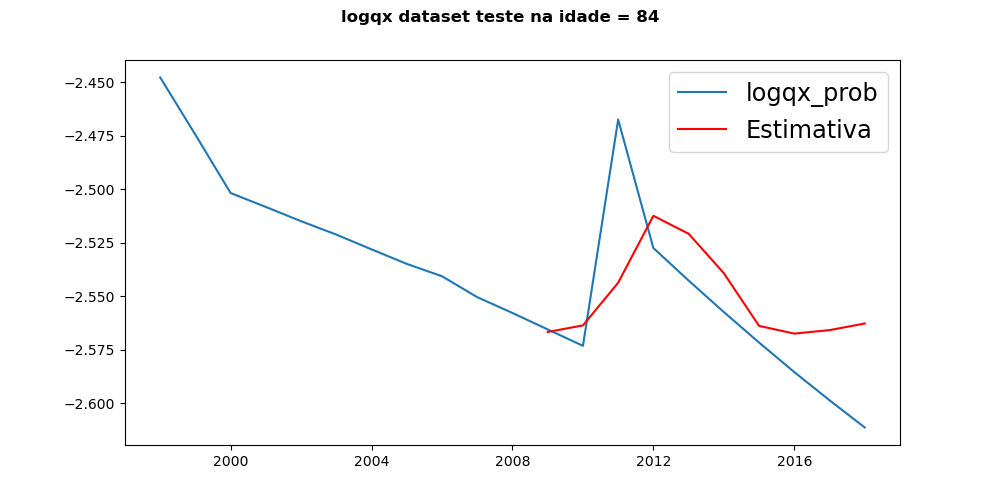 logqx dataset teste na idade = 84
logqx_prob
Estimativa
−2.450
−2.475
−2.500
−2.525
−2.550
−2.575
−2.600
2000 2004 2008 2012 2016